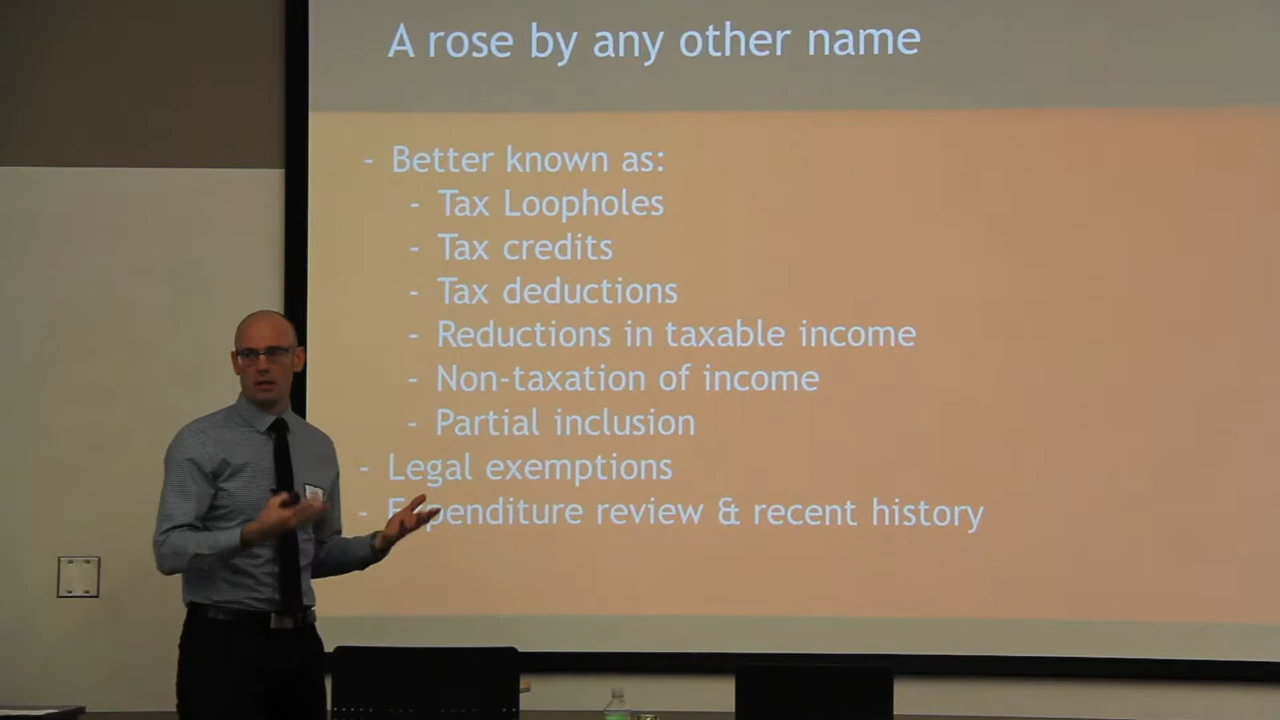 A rose by any other name
- Better known as:
- Tax Loopholes
- Tax credits
- Tax deductions
- Reductions in taxable income
- Non-taxation of income
- Partial inclusion
- Legal exemptions
- Expenditure review & recent history